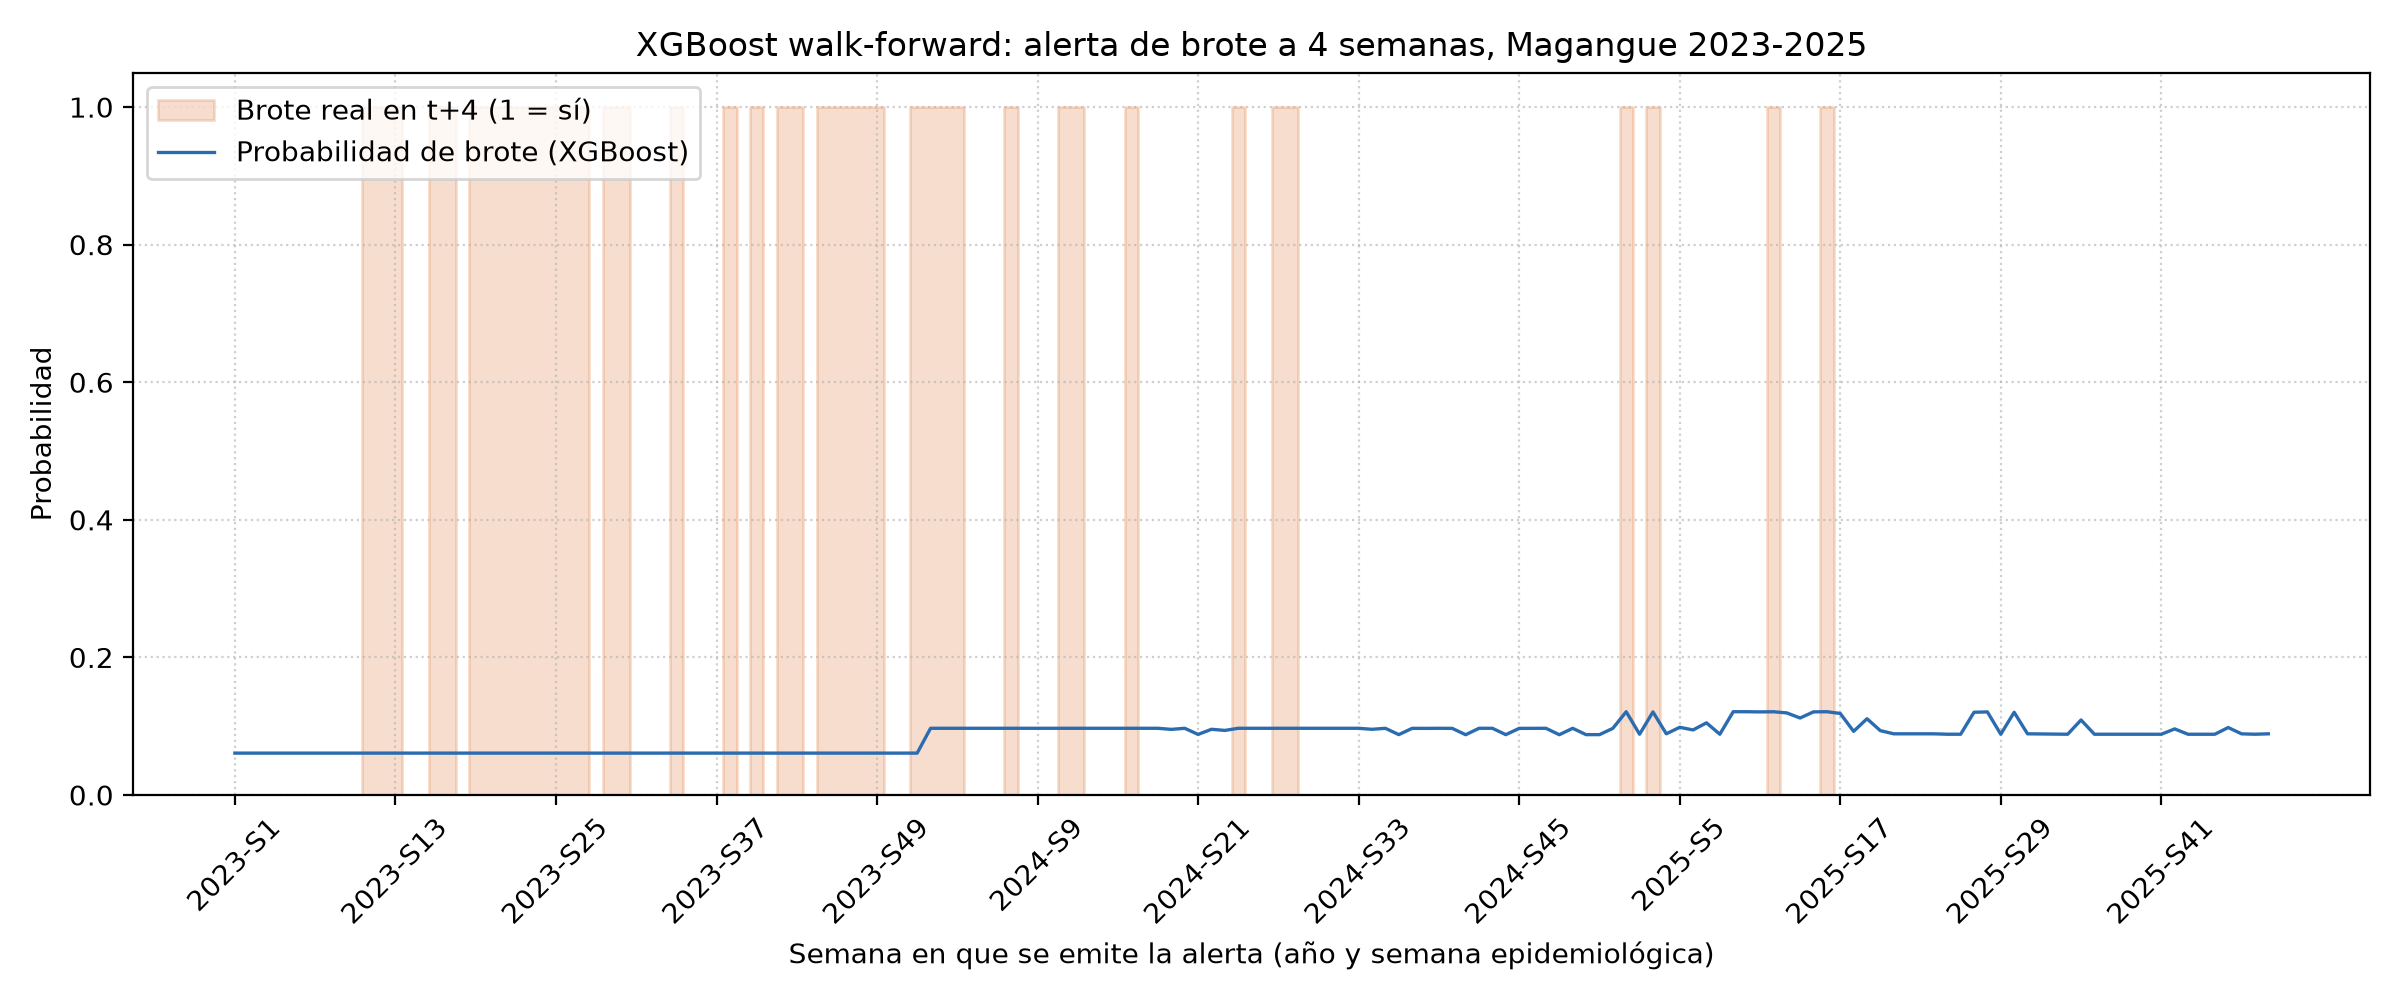 XGBoost walk-forward: alerta de brote a 4 semanas, Magangue 2023-2025
Brote real en t+4 (1 = sí)
Probabilidad de brote (XGBoost)
Probabilidad
1.0
0.8
0.6
0.4
0.2
0.0
2023-S1
2023-S13
2023-S25
2023-S37
2023-S49
2024-S9
2024-S21
2024-S33
2024-S45
2025-S5
2025-S17
2025-S29
2025-S41
Semana en que se emite la alerta (año y semana epidemiológica)